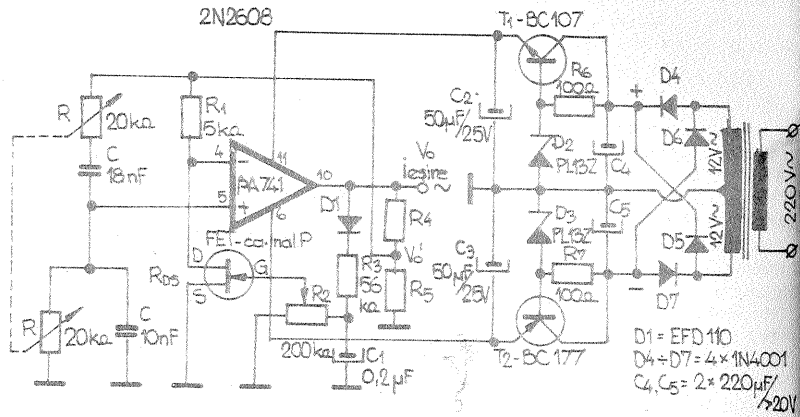 2N2608
T1-BC107
R
20kΩ
R1
5kΩ
C
18nF
4
5
βA741
11
10
6
Vo
ieșire
~
D1
R4
Vo'
FET-canal P
D
G
S
RDS
R3
56
kΩ
R2
200kΩ
R5
R
20kΩ
C
10nF
C1
0,2µF
C2
50µF/
25V
C3
50µF/
25V
R6
100Ω
D2
PL13Z
D3
PL13Z
R7
100Ω
C4
C5
+
−
D4
D6
D5
D7
12V~
12V~
220V~
T2-BC177
D1 = EFD110
D4÷D7=4×1N4001
C4,C5=2×220µF/
>20V